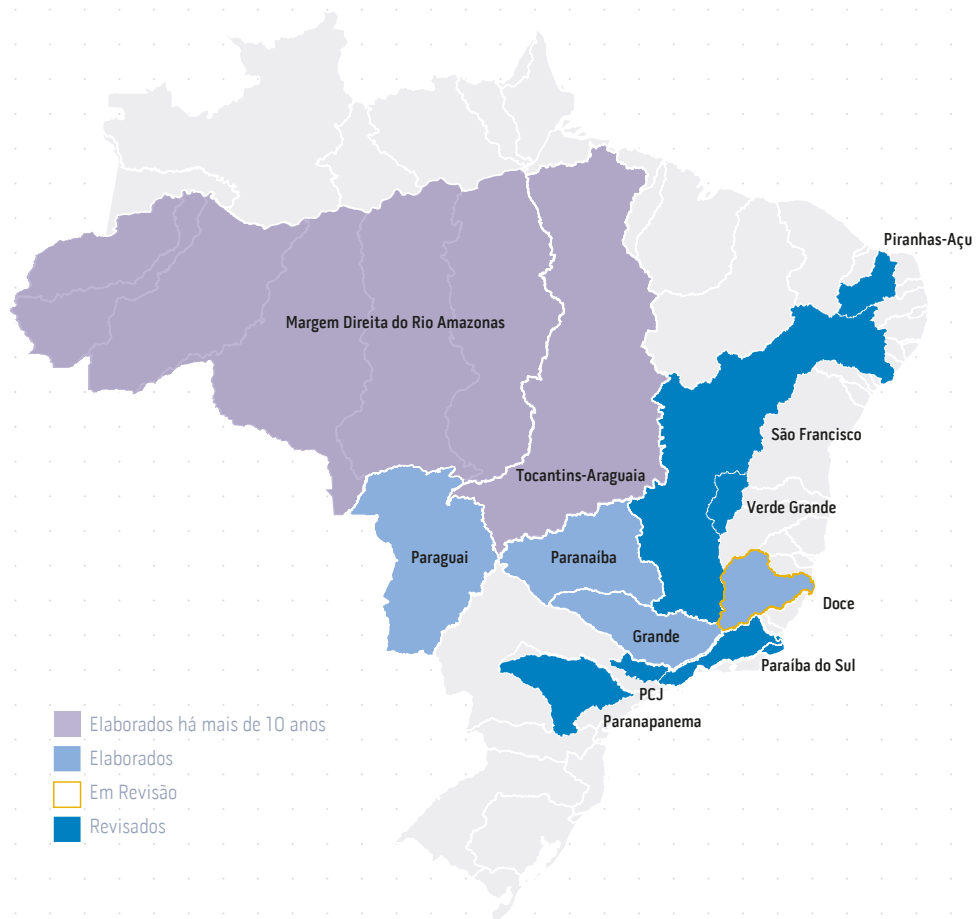 Piranhas-Açu
Margem Direita do Rio Amazonas
São Francisco
Tocantins-Araguaia
Verde Grande
Paraguai
Paranaíba
Doce
Grande
Paraíba do Sul
PCJ
Paranapanema
Elaborados há mais de 10 anos
Elaborados
Em Revisão
Revisados